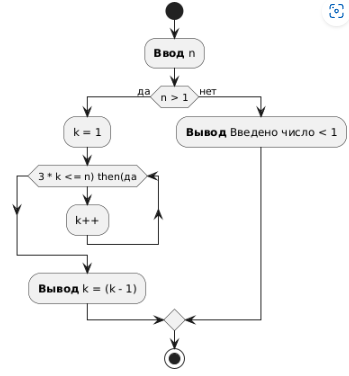 Ввод n
да
n > 1
нет
k = 1
Вывод Введено число < 1
3 * k <= n) then(да
k++
Вывод k = (k - 1)